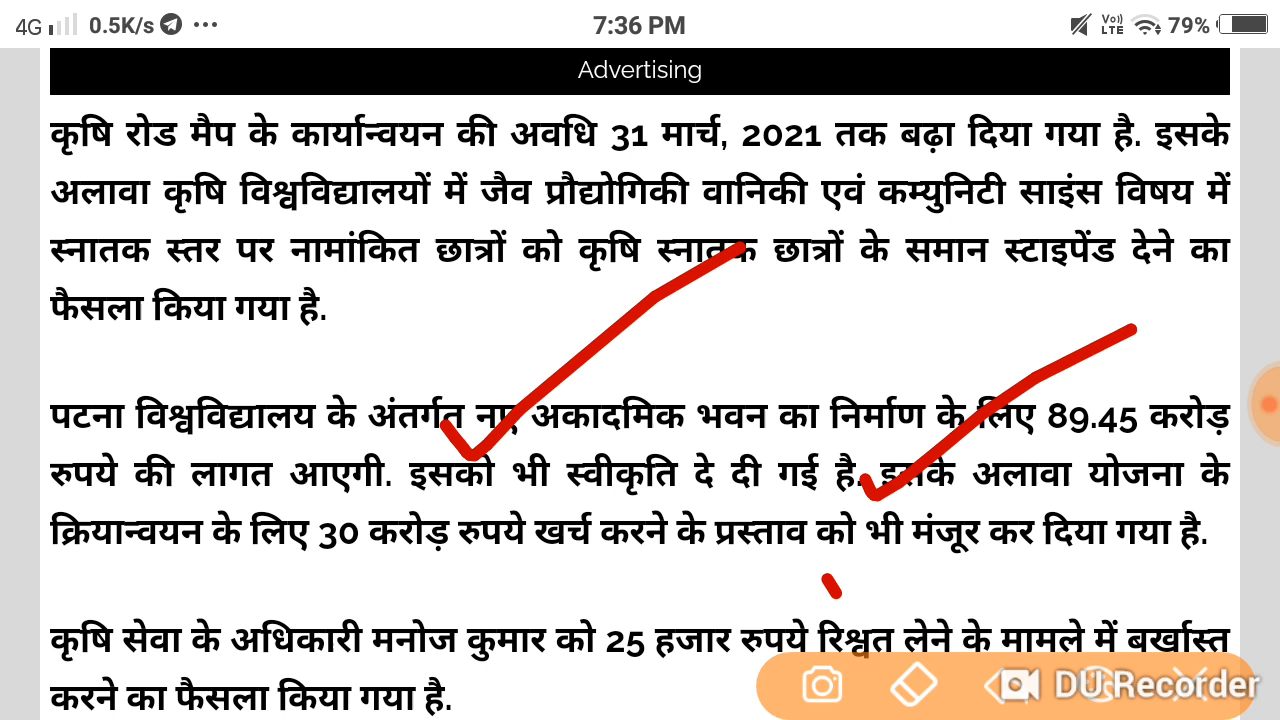 4G 0.5K/s 7:36 PM Vo)) LTE 79%
Advertising
कृषि रोड मैप के कार्यान्वयन की अवधि 31 मार्च, 2021 तक बढ़ा दिया गया है. इसके
अलावा कृषि विश्वविद्यालयों में जैव प्रौद्योगिकी वानिकी एवं कम्युनिटी साइंस विषय में
स्नातक स्तर पर नामांकित छात्रों को कृषि स्नातक छात्रों के समान स्टाइपेंड देने का
फैसला किया गया है.
पटना विश्वविद्यालय के अंतर्गत नए अकादमिक भवन का निर्माण के लिए 89.45 करोड़
रुपये की लागत आएगी. इसको भी स्वीकृति दे दी गई है. इसके अलावा योजना के
क्रियान्वयन के लिए 30 करोड़ रुपये खर्च करने के प्रस्ताव को भी मंजूर कर दिया गया है.
कृषि सेवा के अधिकारी मनोज कुमार को 25 हजार रुपये रिश्वत लेने के मामले में बर्खास्त
करने का फैसला किया गया है.
DU Recorder